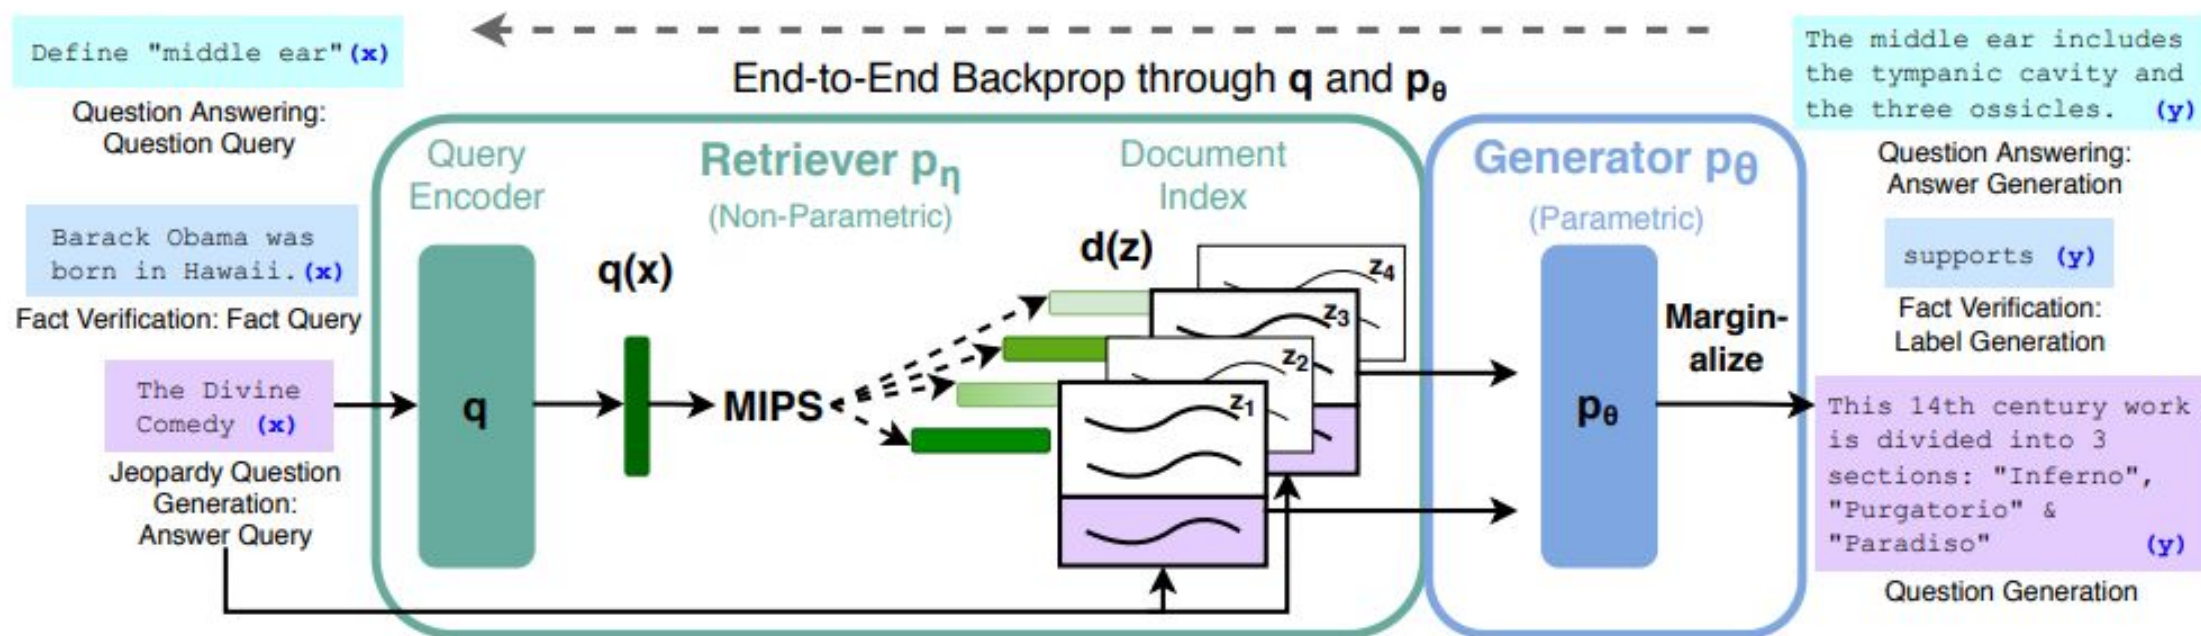 Define "middle ear" (x)
Question Answering:
Question Query
Barack Obama was
born in Hawaii. (x)
Fact Verification: Fact Query
The Divine
Comedy (x)
Jeopardy Question
Generation:
Answer Query
End-to-End Backprop through q and pθ
Query
Encoder
Retriever pη
(Non-Parametric)
Document
Index
q
q(x)
MIPS
d(z)
z4
z3
z2
z1
Generator pθ
(Parametric)
pθ
Margin-
alize
The middle ear includes
the tympanic cavity and
the three ossicles. (y)
Question Answering:
Answer Generation
supports (y)
Fact Verification:
Label Generation
This 14th century work
is divided into 3
sections: "Inferno",
"Purgatorio" &
"Paradiso" (y)
Question Generation